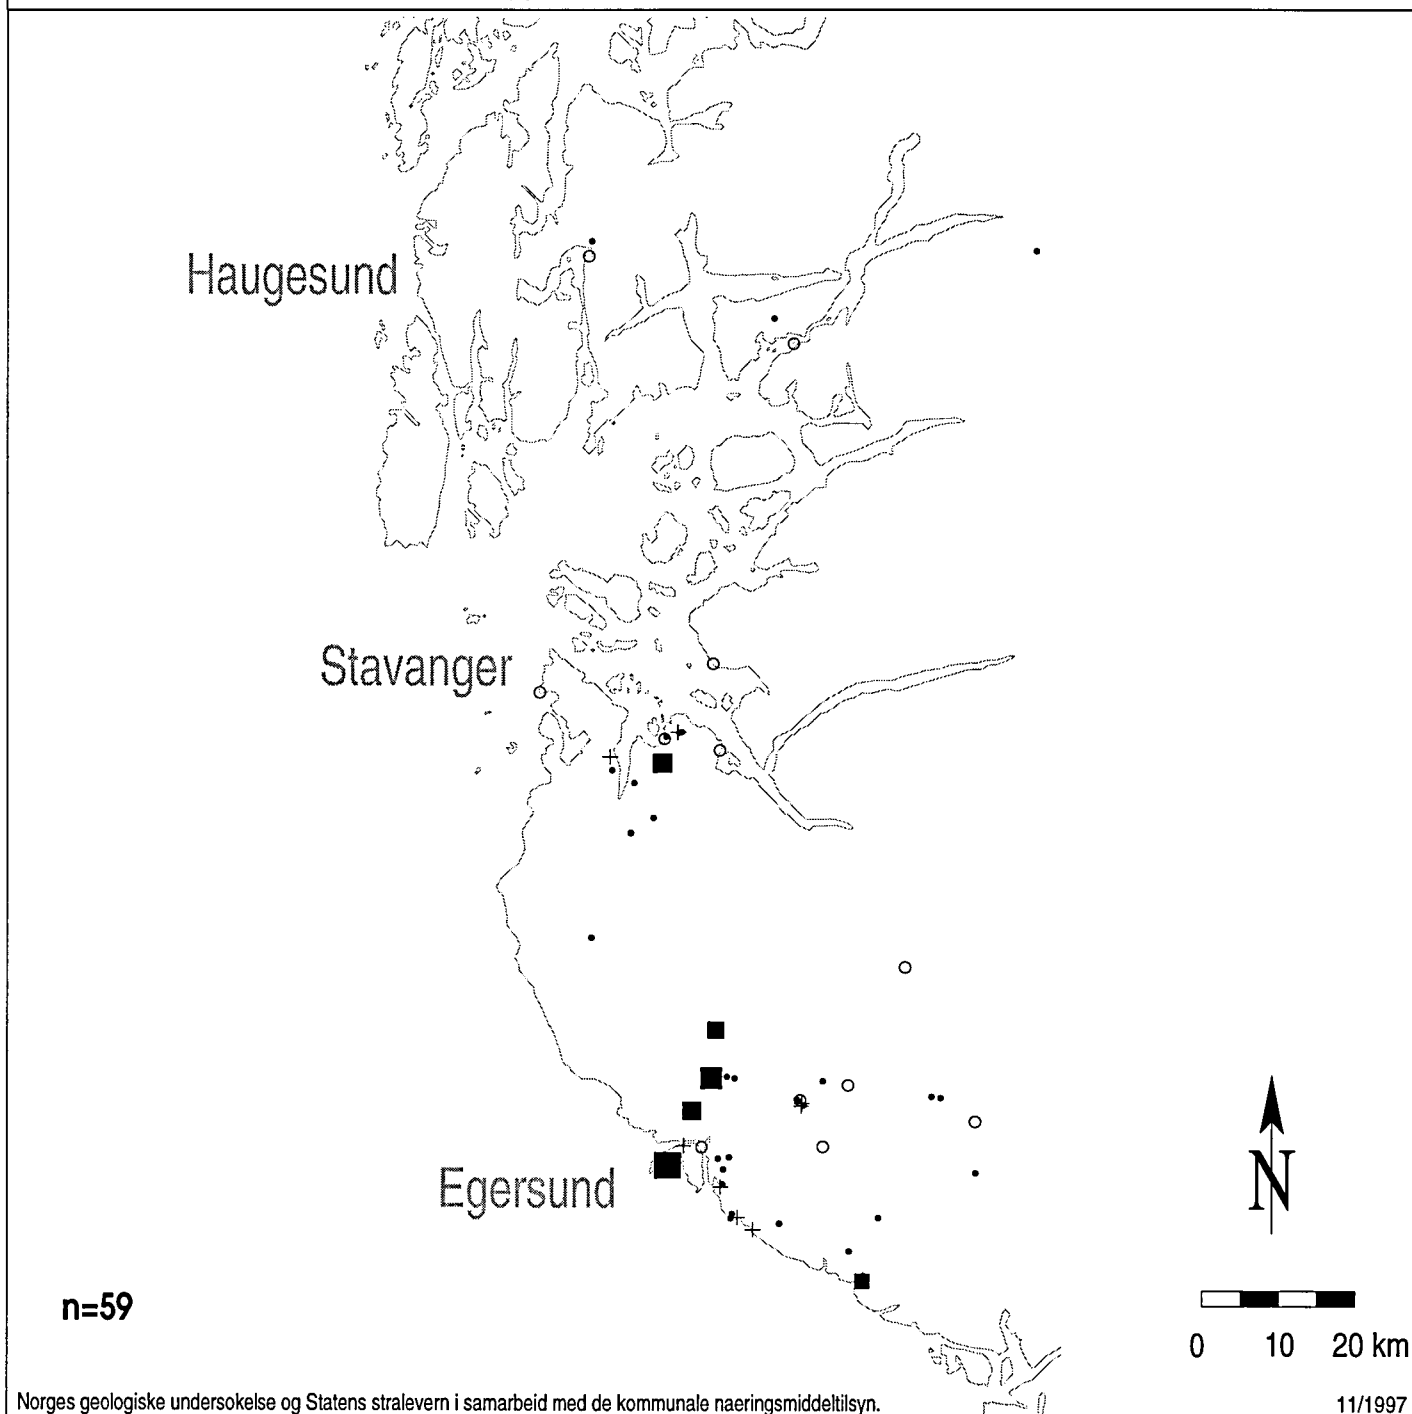 Haugesund
Stavanger
Egersund
N
n=59
0 10 20 km
Norges geologiske undersokelse og Statens stralevern i samarbeid med de kommunale naeringsmiddeltilsyn.
11/1997